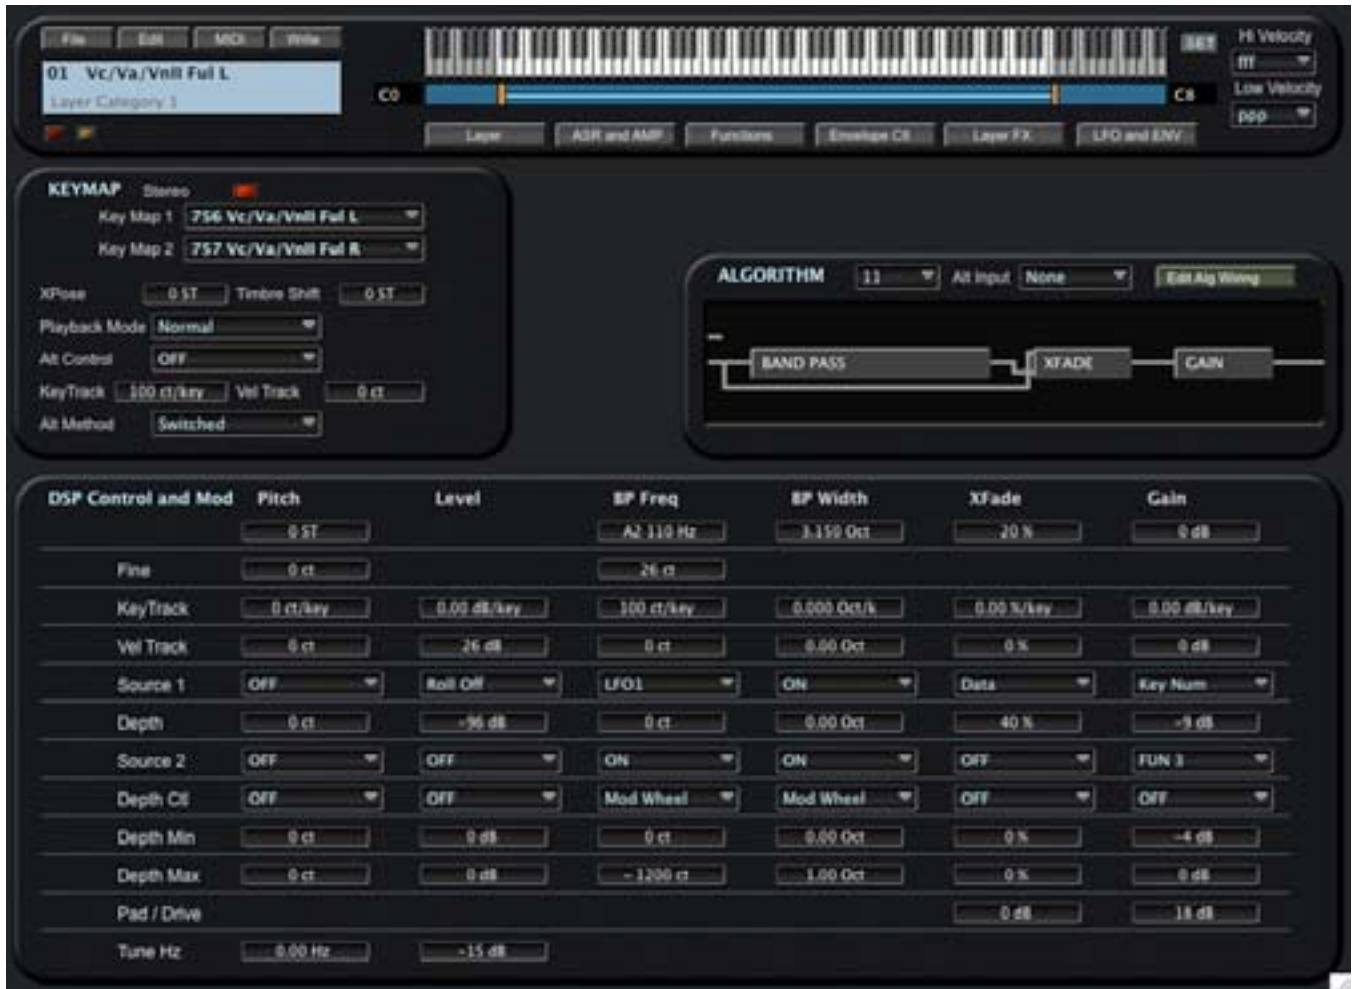 File Edit MIDI Write
01 Vc/Va/VnII Ful L
Layer Category 1
C0 C8 SET
Hi Velocity
fff
Low Velocity
ppp
Layer ASR and AMP Functions Envelope Ctl Layer FX LFO and ENV
KEYMAP Stereo
Key Map 1 756 Vc/Va/VnII Ful L
Key Map 2 757 Vc/Va/VnII Ful R
XPose 0 ST Timbre Shift 0 ST
Playback Mode Normal
Alt Control OFF
KeyTrack 100 ct/key Vel Track 0 ct
Alt Method Switched
ALGORITHM 11 Alt Input None Edit Alg Wiring
BAND PASS XFADE GAIN
DSP Control and Mod Pitch Level BP Freq BP Width XFade Gain
0 ST A2 110 Hz 3.150 Oct 20 % 0 dB
Fine 0 ct 26 ct
KeyTrack 0 ct/key 0.00 dB/key 100 ct/key 0.000 Oct/k 0.00 %/key 0.00 dB/key
Vel Track 0 ct 26 dB 0 ct 0.00 Oct 0 % 0 dB
Source 1 OFF Roll Off LFO1 ON Data Key Num
Depth 0 ct -96 dB 0 ct 0.00 Oct 40 % -9 dB
Source 2 OFF OFF ON ON OFF FUN 3
Depth Ctl OFF OFF Mod Wheel Mod Wheel OFF OFF
Depth Min 0 ct 0 dB 0 ct 0.00 Oct 0 % -4 dB
Depth Max 0 ct 0 dB -1200 ct 1.00 Oct 0 % 0 dB
Pad / Drive 0 dB 18 dB
Tune Hz 0.00 Hz -15 dB